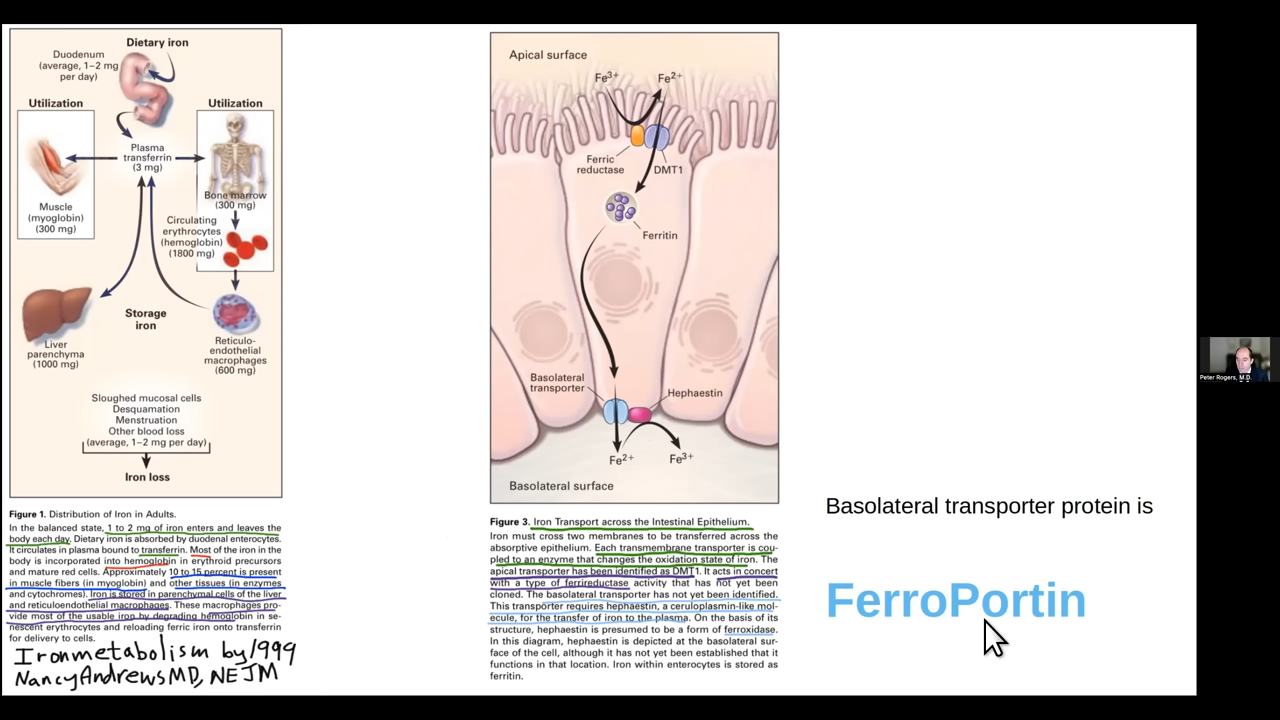 Dietary iron
Duodenum
(average, 1–2 mg
per day)
Utilization
Utilization
Plasma
transferrin
(3 mg)
Muscle
(myoglobin)
(300 mg)
Bone marrow
(300 mg)
Circulating
erythrocytes
(hemoglobin)
(1800 mg)
Storage
iron
Liver
parenchyma
(1000 mg)
Reticulo-
endothelial
macrophages
(600 mg)
Sloughed mucosal cells
Desquamation
Menstruation
Other blood loss
(average, 1–2 mg per day)
Iron loss
Figure 1. Distribution of Iron in Adults.
In the balanced state, 1 to 2 mg of iron enters and leaves the
body each day. Dietary iron is absorbed by duodenal enterocytes.
It circulates in plasma bound to transferrin. Most of the iron in the
body is incorporated into hemoglobin in erythroid precursors
and mature red cells. Approximately 10 to 15 percent is present
in muscle fibers (in myoglobin) and other tissues (in enzymes
and cytochromes). Iron is stored in parenchymal cells of the liver
and reticuloendothelial macrophages. These macrophages pro-
vide most of the usable iron by degrading hemoglobin in se-
nescent erythrocytes and reloading ferric iron onto transferrin
for delivery to cells.
Iron metabolism by 1999
Nancy Andrews MD, NEJM
Apical surface
Fe3+
Fe2+
Ferric
reductase
DMT1
Ferritin
Basolateral
transporter
Hephaestin
Fe2+
Fe3+
Basolateral surface
Figure 3. Iron Transport across the Intestinal Epithelium.
Iron must cross two membranes to be transferred across the
absorptive epithelium. Each transmembrane transporter is cou-
pled to an enzyme that changes the oxidation state of iron. The
apical transporter has been identified as DMT1. It acts in concert
with a type of ferrireductase activity that has not yet been
cloned. The basolateral transporter has not yet been identified.
This transporter requires hephaestin, a ceruloplasmin-like mol-
ecule, for the transfer of iron to the plasma. On the basis of its
structure, hephaestin is presumed to be a form of ferroxidase.
In this diagram, hephaestin is depicted at the basolateral sur-
face of the cell, although it has not yet been established that it
functions in that location. Iron within enterocytes is stored as
ferritin.
Basolateral transporter protein is
FerroPortin
Peter Rogers, M.D.